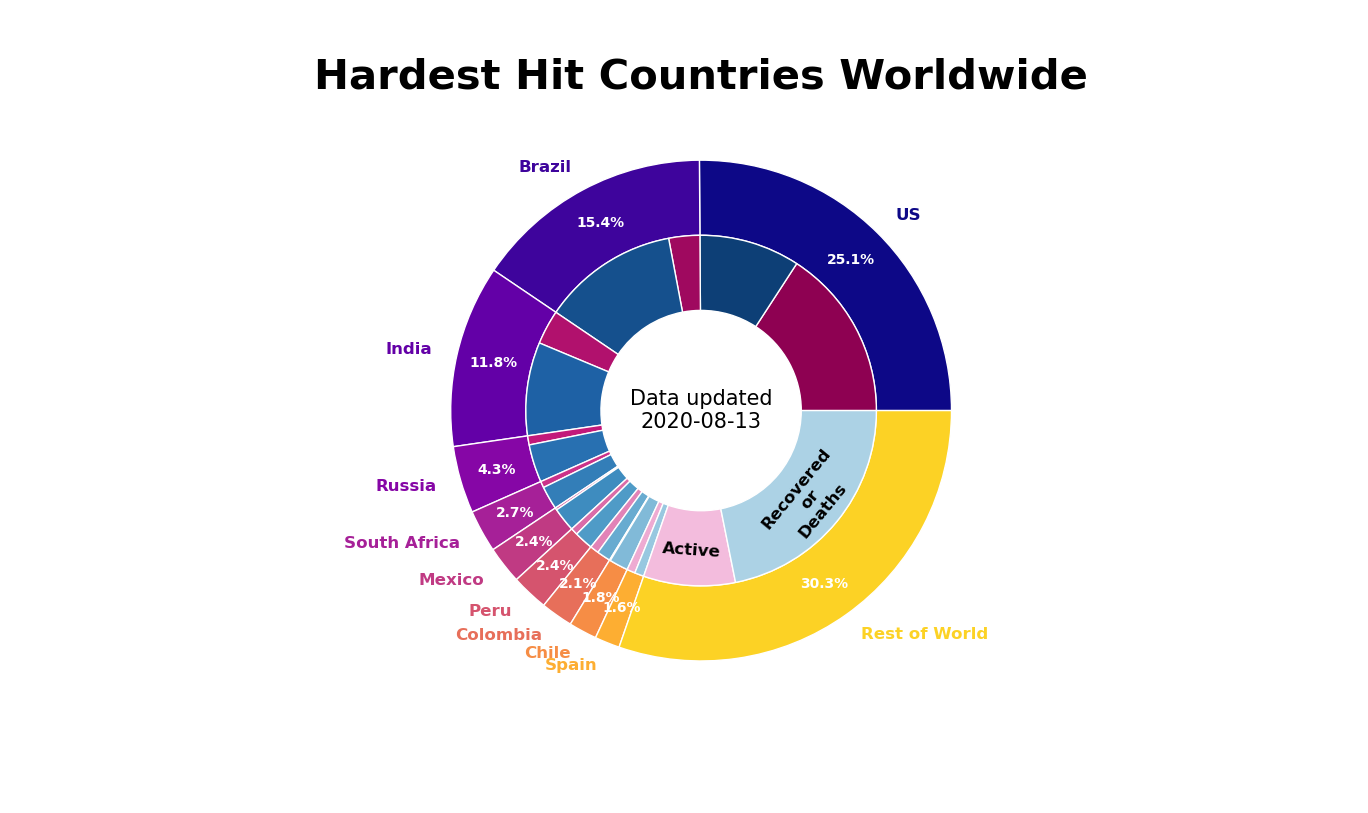 Hardest Hit Countries Worldwide
Brazil
US
15.4%
25.1%
India
11.8%
Data updated
2020-08-13
Russia
4.3%
Recovered
or
Deaths
South Africa
2.7%
Mexico
2.4%
Active
Peru
2.4%
Colombia
2.1%
Chile
1.8%
Spain
1.6%
30.3%
Rest of World